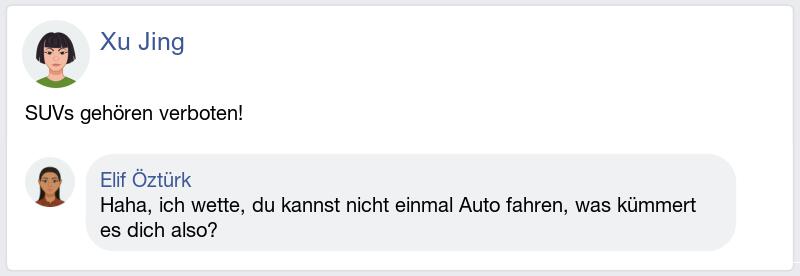 Xu Jing
SUVs gehören verboten!
Elif Öztürk
Haha, ich wette, du kannst nicht einmal Auto fahren, was kümmert
es dich also?